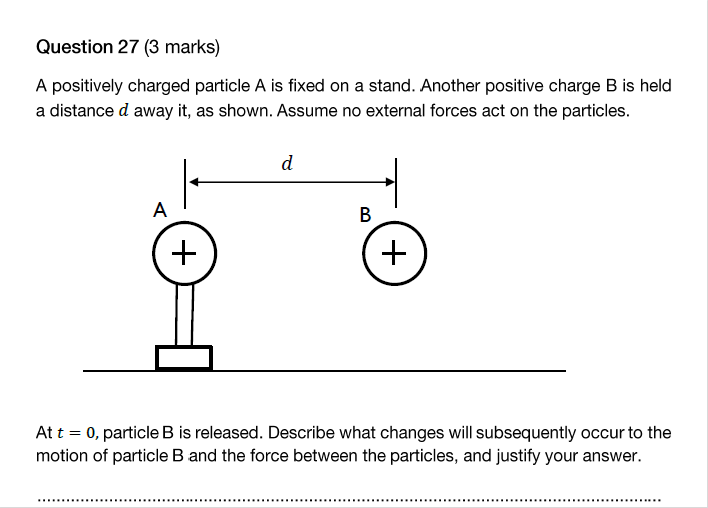 Question 27 (3 marks)
A positively charged particle A is fixed on a stand. Another positive charge B is held
a distance d away it, as shown. Assume no external forces act on the particles.
d
A
B
+
+
At t = 0, particle B is released. Describe what changes will subsequently occur to the
motion of particle B and the force between the particles, and justify your answer.